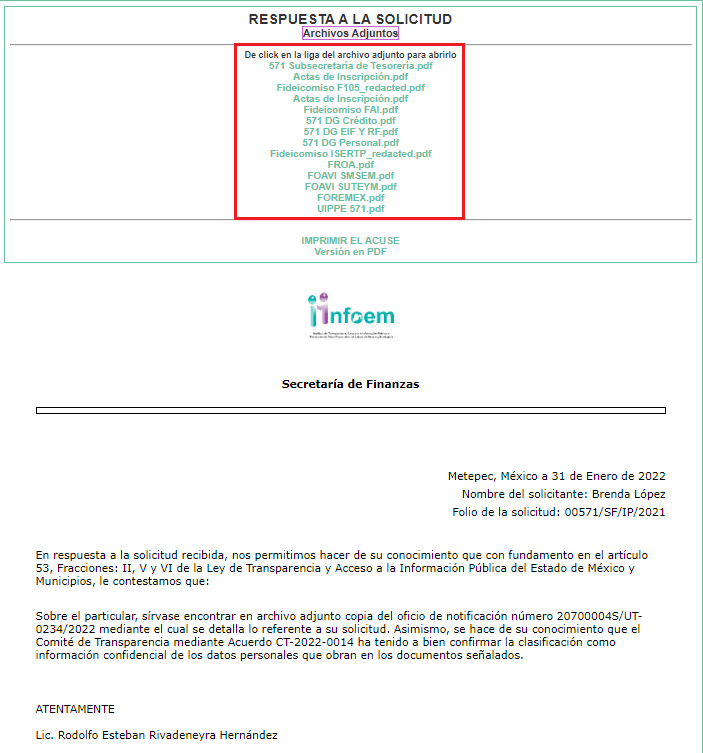 RESPUESTA A LA SOLICITUD
Archivos Adjuntos
De click en la liga del archivo adjunto para abrirlo
571 Subsecretaría de Tesorería.pdf
Actas de Inscripción.pdf
Fideicomiso F105_redacted.pdf
Actas de Inscripción.pdf
Fideicomiso FAI.pdf
571 DG Crédito.pdf
571 DG EIF Y RF.pdf
571 DG Personal.pdf
Fideicomiso ISERTP_redacted.pdf
FROA.pdf
FOAVI SMSEM.pdf
FOAVI SUTEYM.pdf
FOREMEX.pdf
UIPPE 571.pdf
IMPRIMIR EL ACUSE
Versión en PDF
infoem
Secretaría de Finanzas
Metepec, México a 31 de Enero de 2022
Nombre del solicitante: Brenda López
Folio de la solicitud: 00571/SF/IP/2021
En respuesta a la solicitud recibida, nos permitimos hacer de su conocimiento que con fundamento en el artículo
53, Fracciones: II, V y VI de la Ley de Transparencia y Acceso a la Información Pública del Estado de México y
Municipios, le contestamos que:
Sobre el particular, sírvase encontrar en archivo adjunto copia del oficio de notificación número 20700004S/UT-
0234/2022 mediante el cual se detalla lo referente a su solicitud. Asimismo, se hace de su conocimiento que el
Comité de Transparencia mediante Acuerdo CT-2022-0014 ha tenido a bien confirmar la clasificación como
información confidencial de los datos personales que obran en los documentos señalados.
ATENTAMENTE
Lic. Rodolfo Esteban Rivadeneyra Hernández